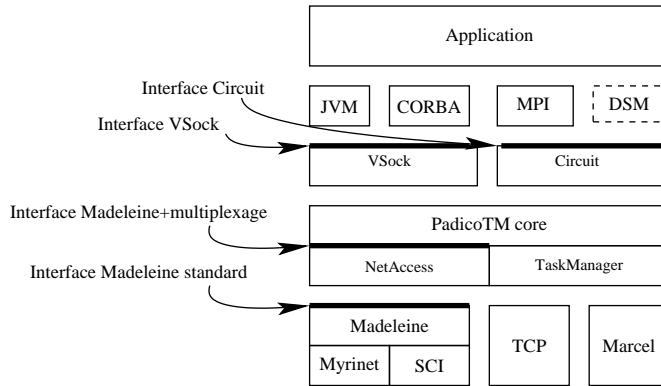 Application
Interface Circuit
JVM
CORBA
MPI
DSM
Interface VSock
VSock
Circuit
Interface Madeleine+multiplexage
PadicoTM core
NetAccess
TaskManager
Interface Madeleine standard
Madeleine
TCP
Marcel
Myrinet
SCI